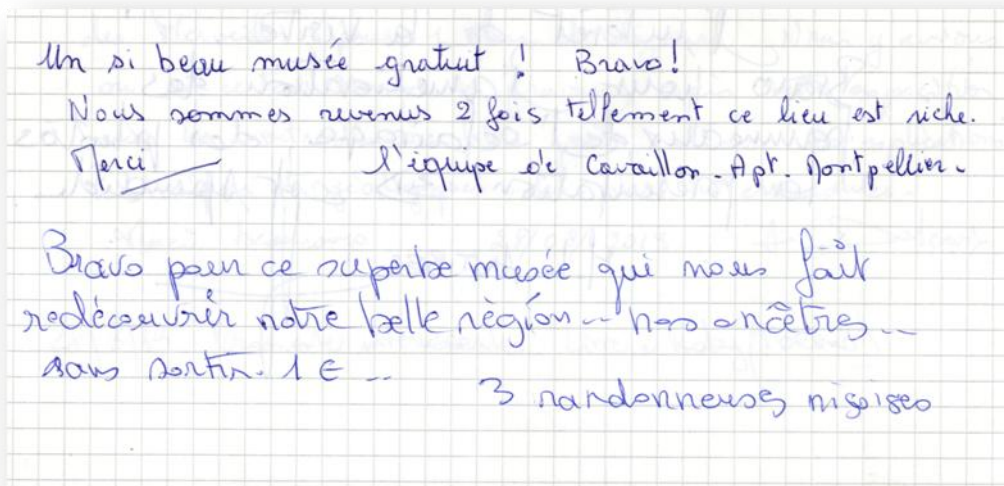 Un si beau musée gratuit ! Bravo !
Nous sommes revenus 2 fois tellement ce lieu est riche.
Merci l'équipe de Cavaillon. Apt. Montpellier.
Bravo pour ce superbe musée qui nous fait
redécouvrir notre belle région... nos ancêtres...
sans sortir. 1 € ...
3 randonneuses niçoises